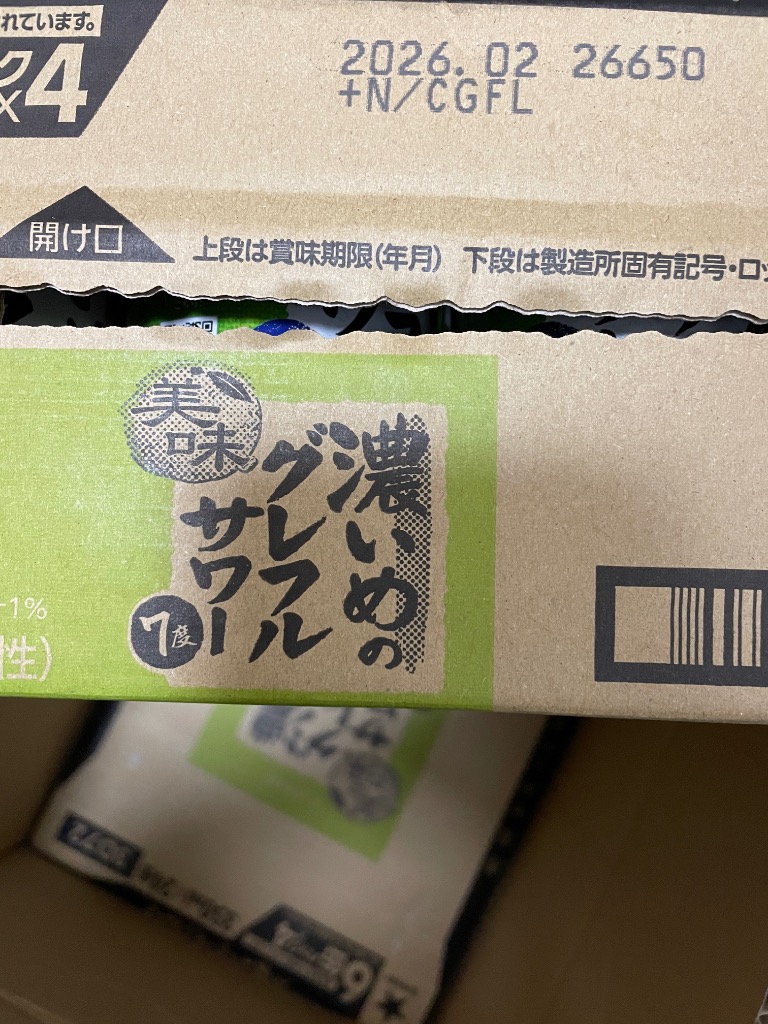 れています。
ク
×4
2026.02 26650
+N/CGFL
開け口
上段は賞味期限(年月) 下段は製造所固有記号・ロッ
美味
濃いめの
グレフル
サワー
7度
1%
性)